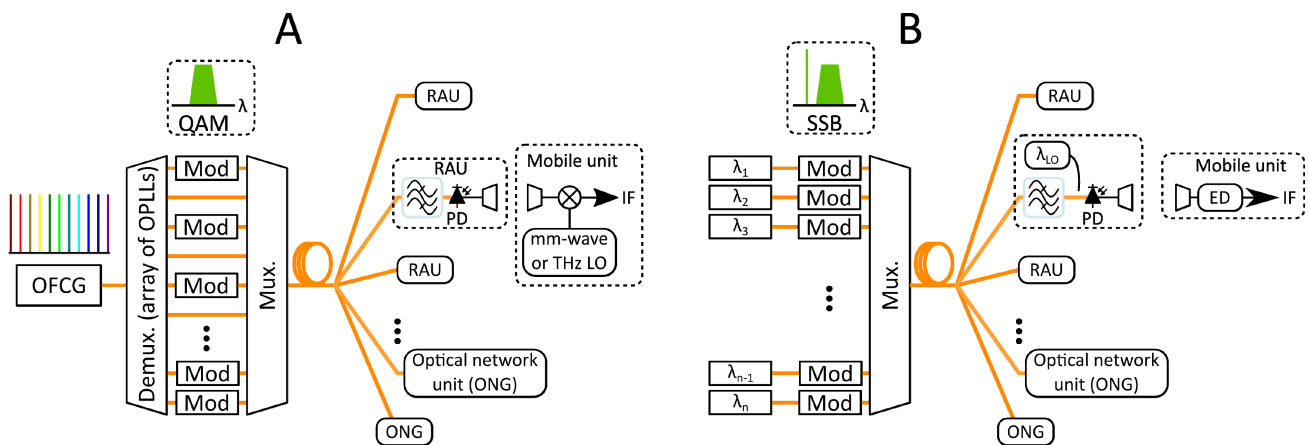 A
λ
QAM
OFCG
Demux. (array of OPLLs)
Mod
Mod
Mod
Mod
Mod
Mux.
RAU
RAU
PD
Mobile unit
IF
mm-wave
or THz LO
RAU
Optical network
unit (ONG)
ONG
B
λ
SSB
λ1
λ2
λ3
λn-1
λn
Mod
Mod
Mod
Mod
Mod
Mux.
RAU
λLO
PD
Mobile unit
ED
IF
RAU
Optical network
unit (ONG)
ONG